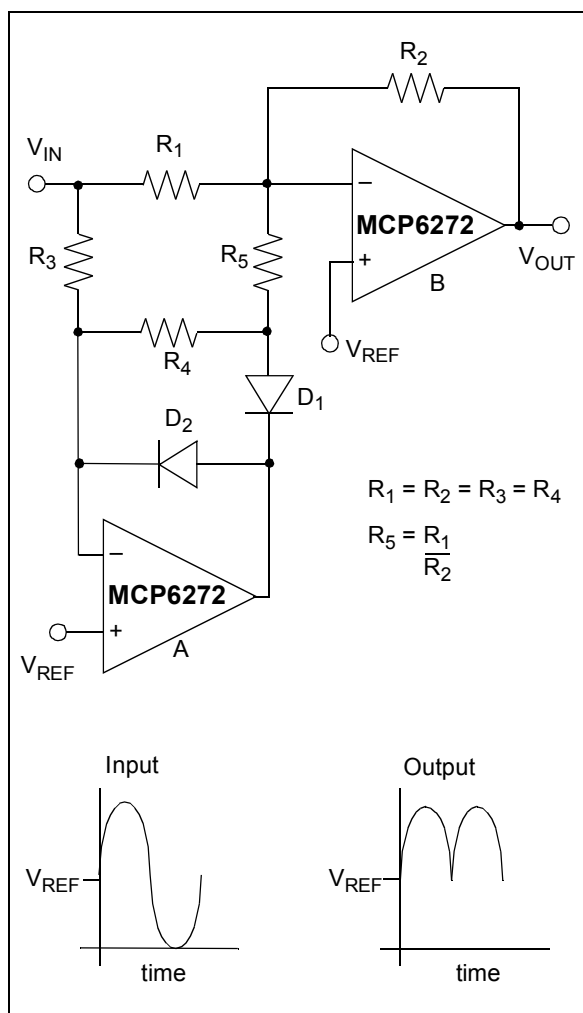 R2
VIN
R1
MCP6272
B
VOUT
R3
R5
VREF
R4
D1
D2
R1 = R2 = R3 = R4
R5 = R1
R2
MCP6272
A
VREF
Input
Output
VREF
VREF
time
time